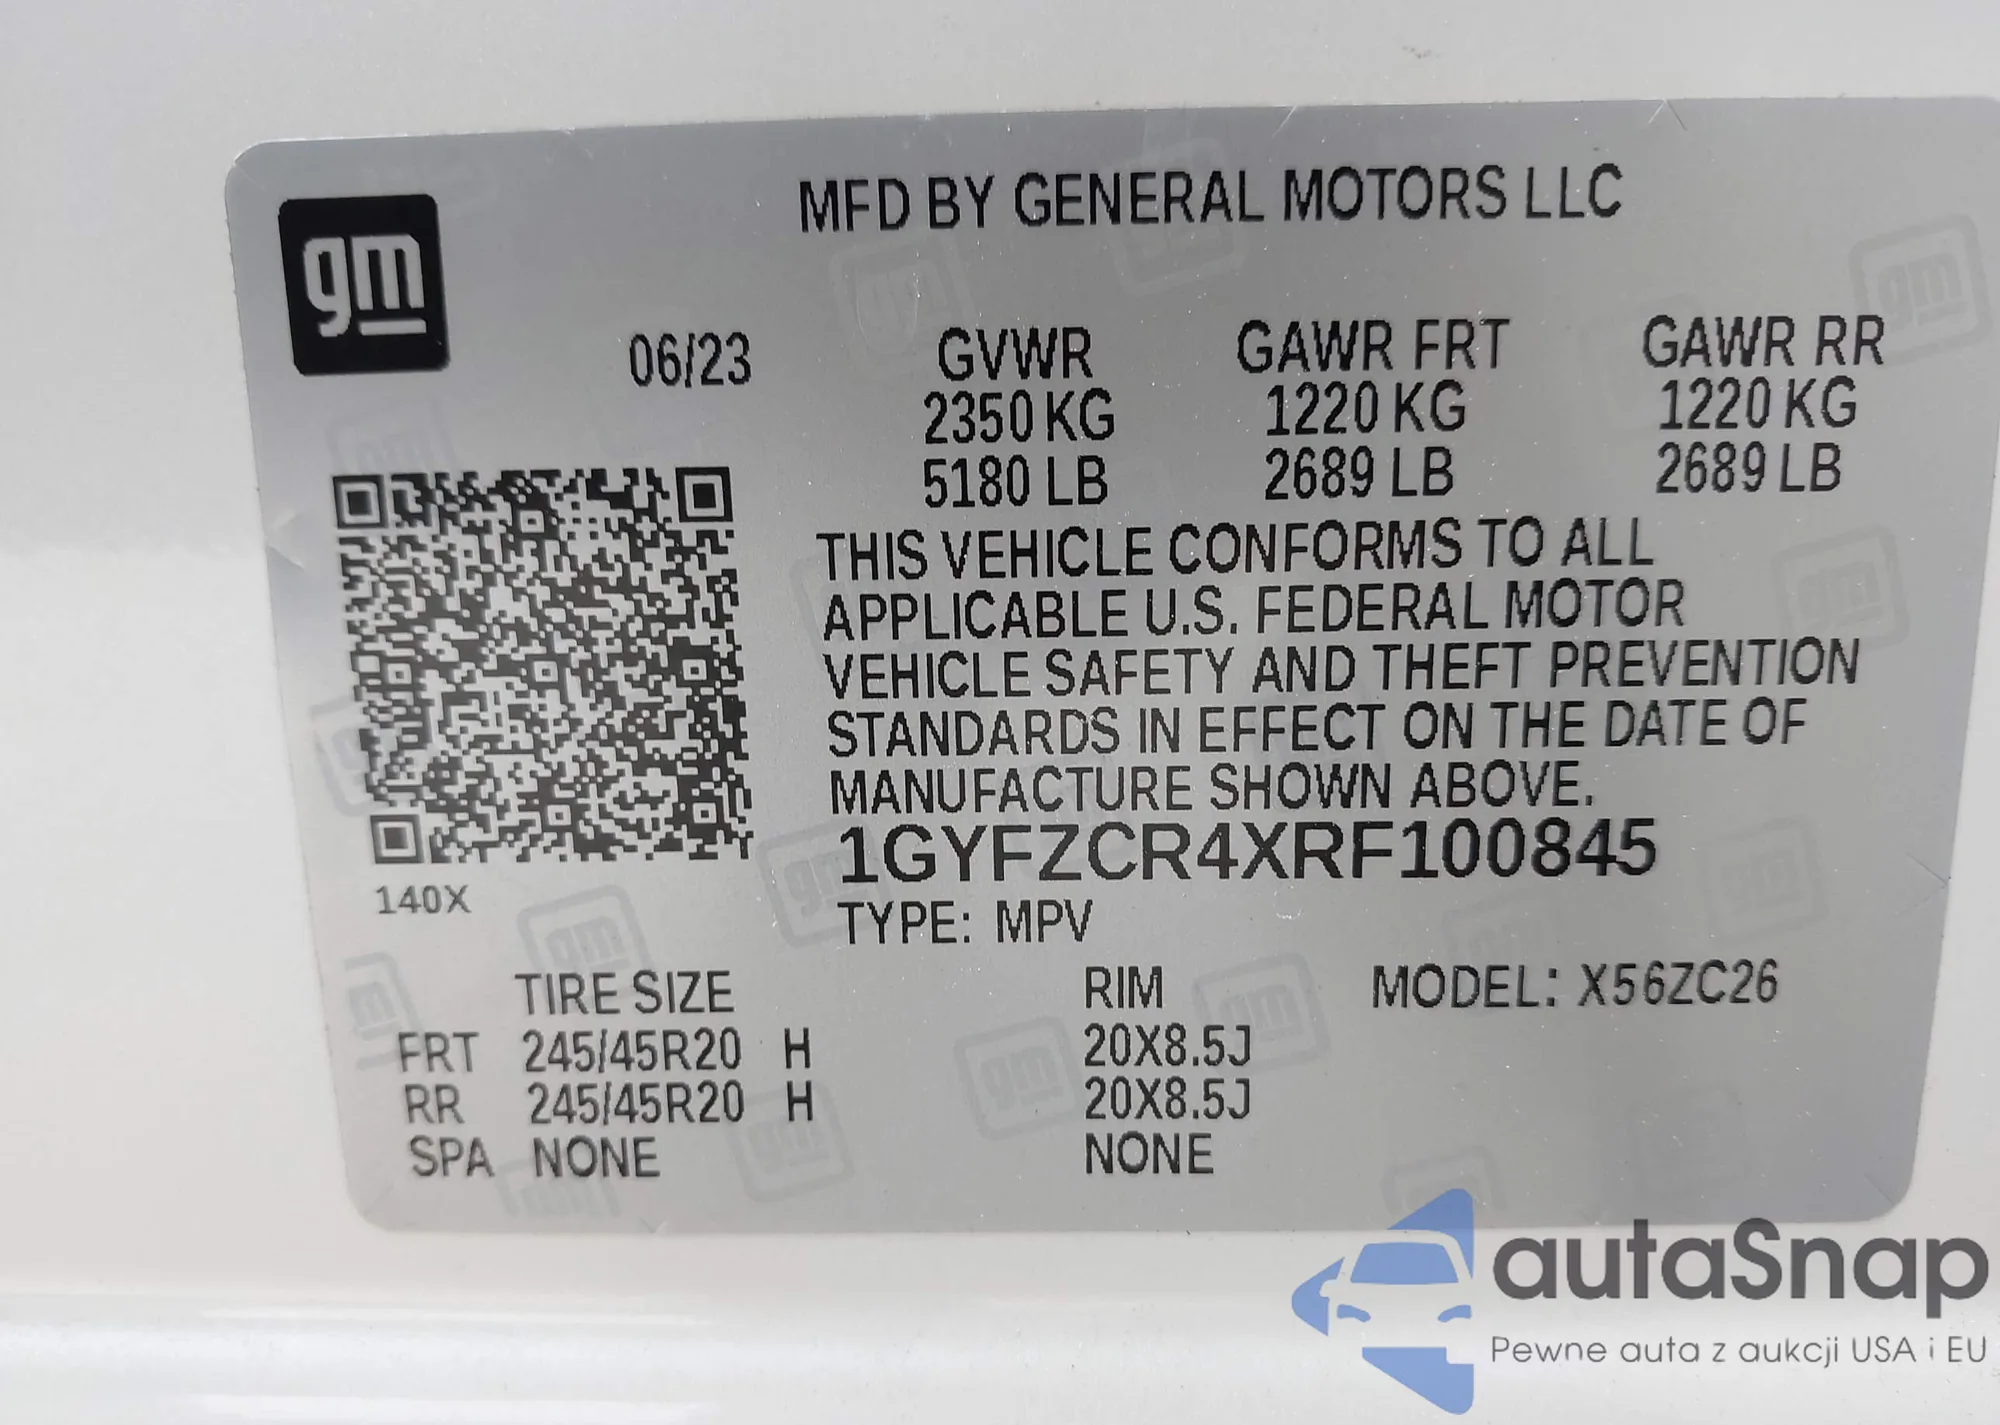 gm
MFD BY GENERAL MOTORS LLC
06/23
GVWR GAWR FRT GAWR RR
2350 KG 1220 KG 1220 KG
5180 LB 2689 LB 2689 LB
THIS VEHICLE CONFORMS TO ALL
APPLICABLE U.S. FEDERAL MOTOR
VEHICLE SAFETY AND THEFT PREVENTION
STANDARDS IN EFFECT ON THE DATE OF
MANUFACTURE SHOWN ABOVE.
1GYFZCR4XRF100845
140X
TYPE: MPV
TIRE SIZE RIM MODEL: X56ZC26
FRT 245/45R20 H 20X8.5J
RR 245/45R20 H 20X8.5J
SPA NONE NONE
autaSnap
Pewne auta z aukcji USA i EU